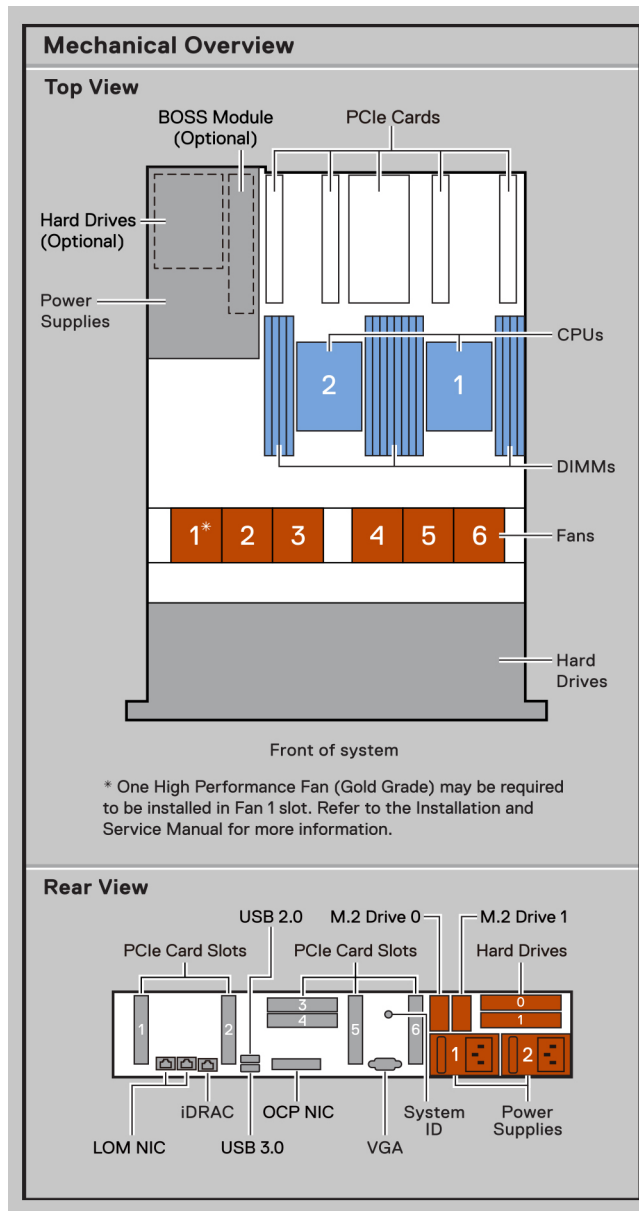 Mechanical Overview
Top View
BOSS Module
(Optional)
PCIe Cards
Hard Drives
(Optional)
Power
Supplies
CPUs
2
1
DIMMs
1*
2
3
4
5
6
Fans
Hard
Drives
Front of system
* One High Performance Fan (Gold Grade) may be required
to be installed in Fan 1 slot. Refer to the Installation and
Service Manual for more information.
Rear View
USB 2.0
M.2 Drive 0
M.2 Drive 1
PCIe Card Slots
PCIe Card Slots
Hard Drives
1
2
3
4
5
6
0
1
1
2
iDRAC
OCP NIC
System
ID
Power
Supplies
LOM NIC
USB 3.0
VGA